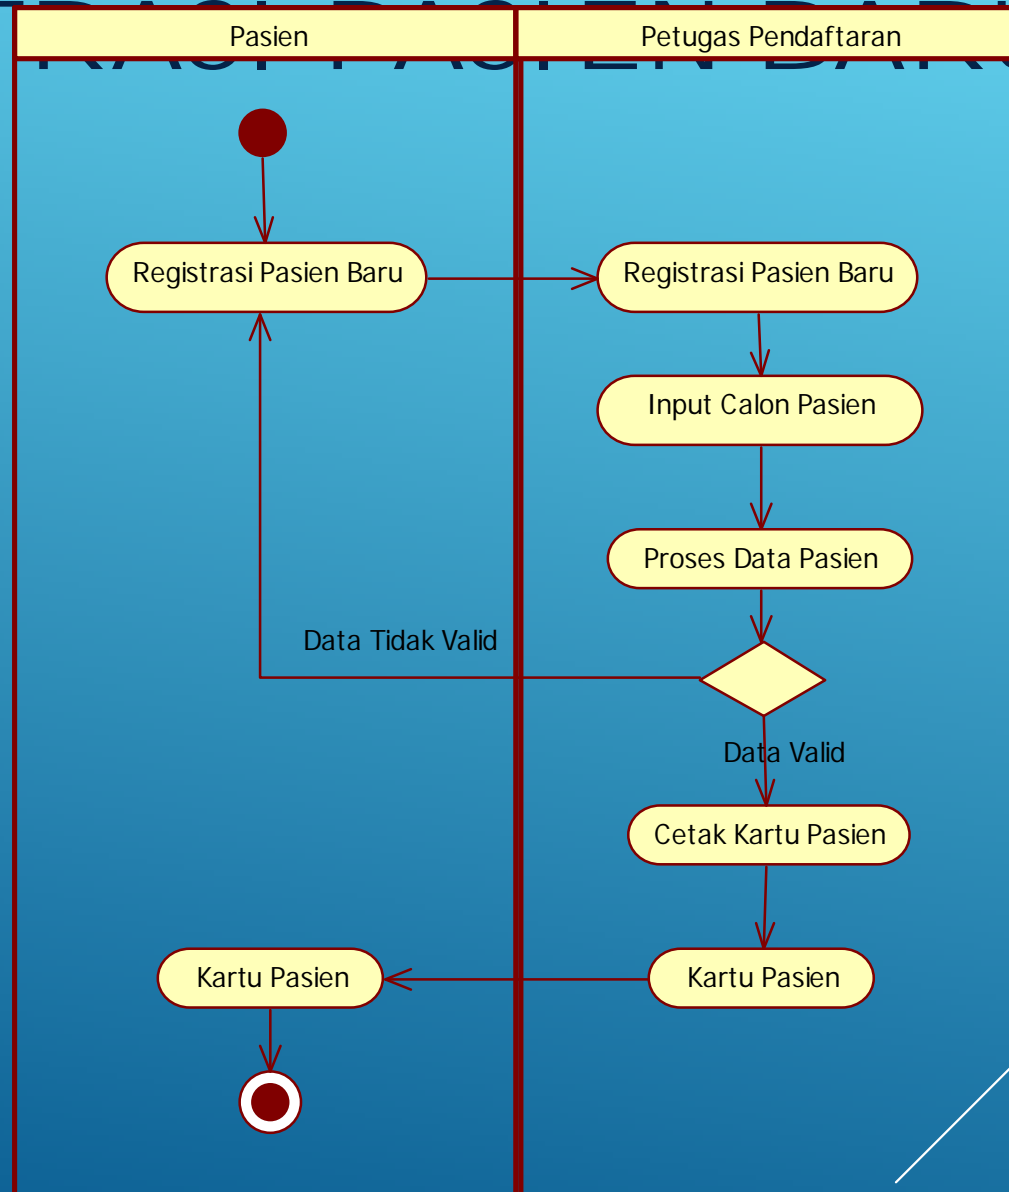 Pasien
Petugas Pendaftaran
PASIEN
Registrasi Pasien Baru
Registrasi Pasien Baru
Input Calon Pasien
Proses Data Pasien
Data Tidak Valid
Data Valid
Cetak Kartu Pasien
Kartu Pasien
Kartu Pasien